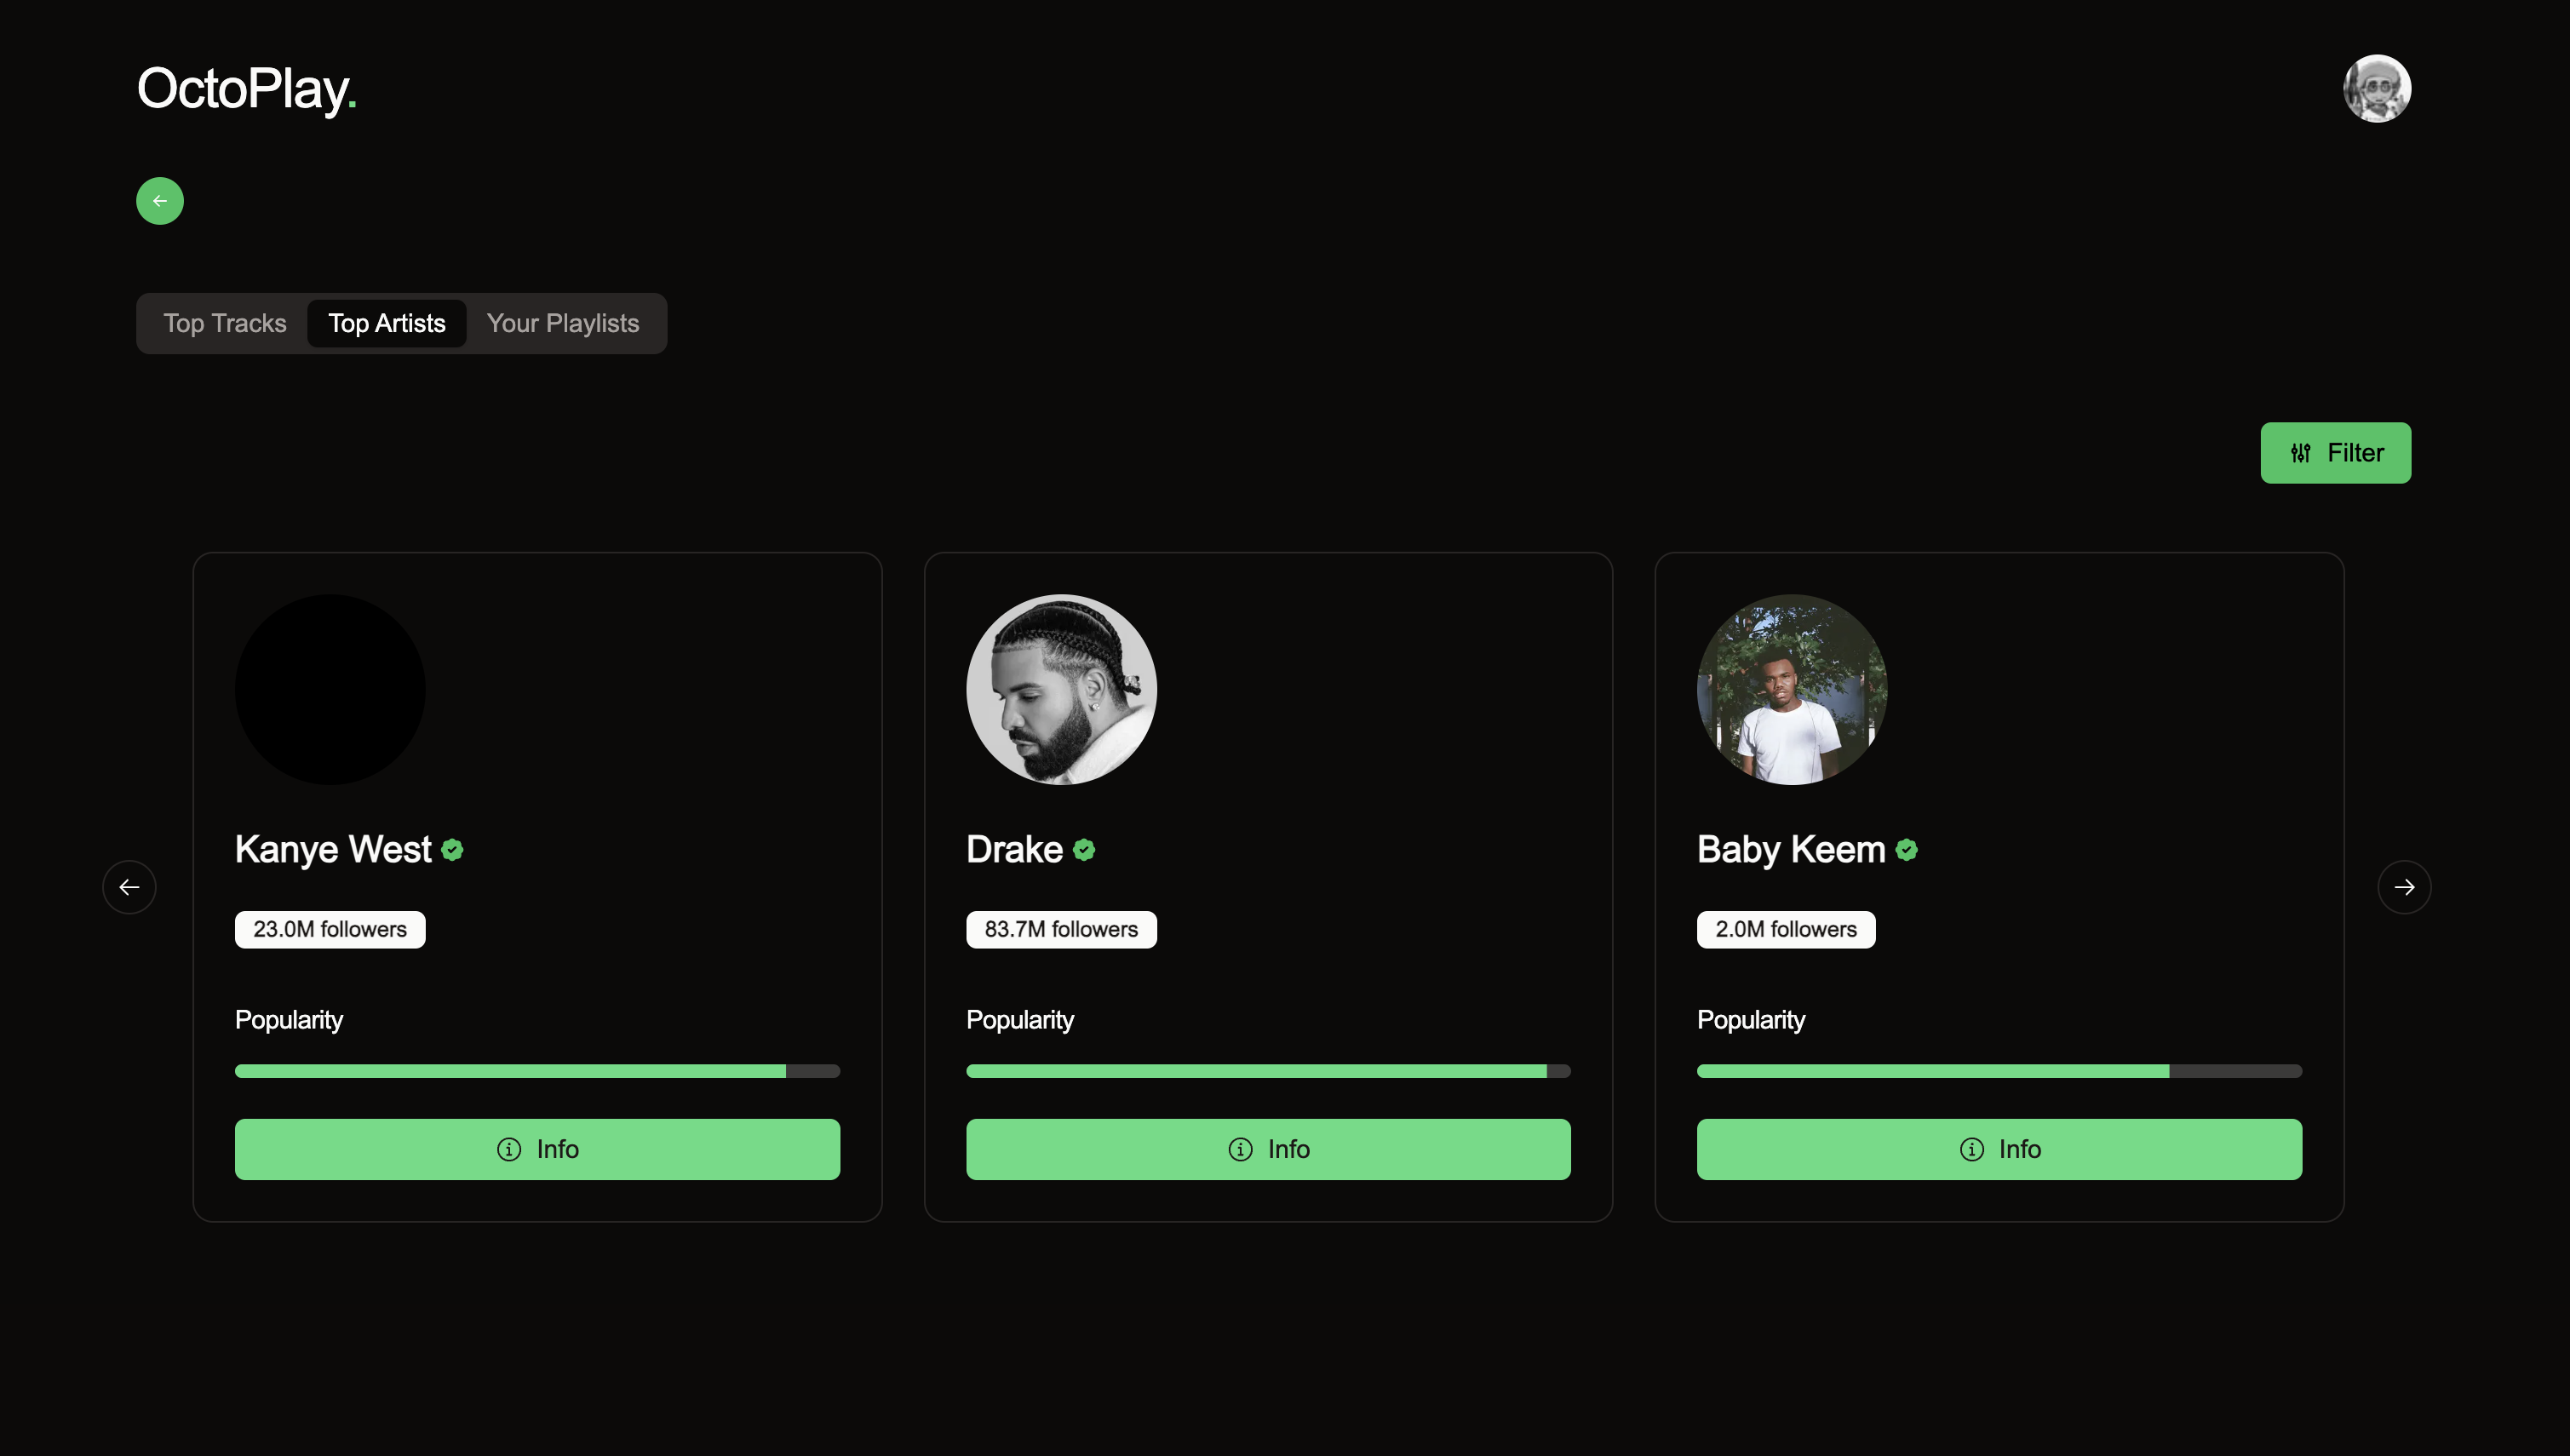 OctoPlay.
Top Tracks Top Artists Your Playlists
Filter
Kanye West
23.0M followers
Popularity
Info
Drake
83.7M followers
Popularity
Info
Baby Keem
2.0M followers
Popularity
Info